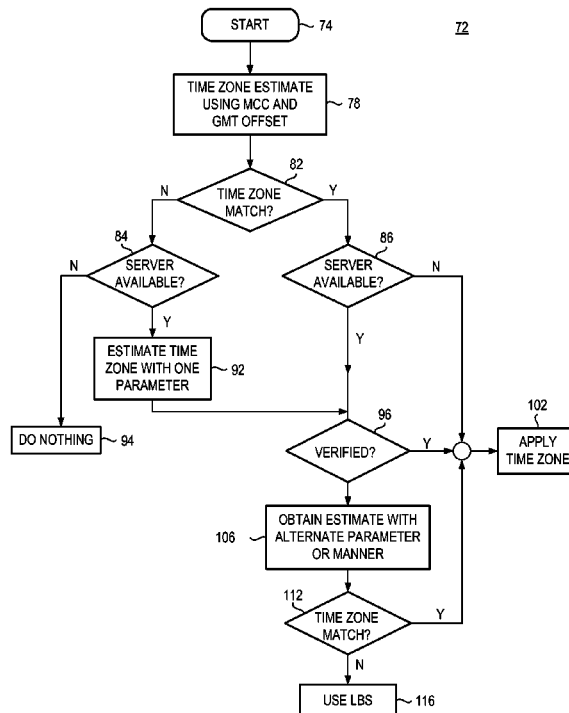 START
74
72
TIME ZONE ESTIMATE
USING MCC AND
GMT OFFSET
78
82
N
TIME ZONE
MATCH?
Y
84
N
SERVER
AVAILABLE?
86
SERVER
AVAILABLE?
N
Y
Y
ESTIMATE TIME
ZONE WITH ONE
PARAMETER
92
DO NOTHING
94
96
VERIFIED?
Y
102
APPLY
TIME ZONE
106
OBTAIN ESTIMATE WITH
ALTERNATE PARAMETER
OR MANNER
112
TIME ZONE
MATCH?
Y
N
USE LBS
116